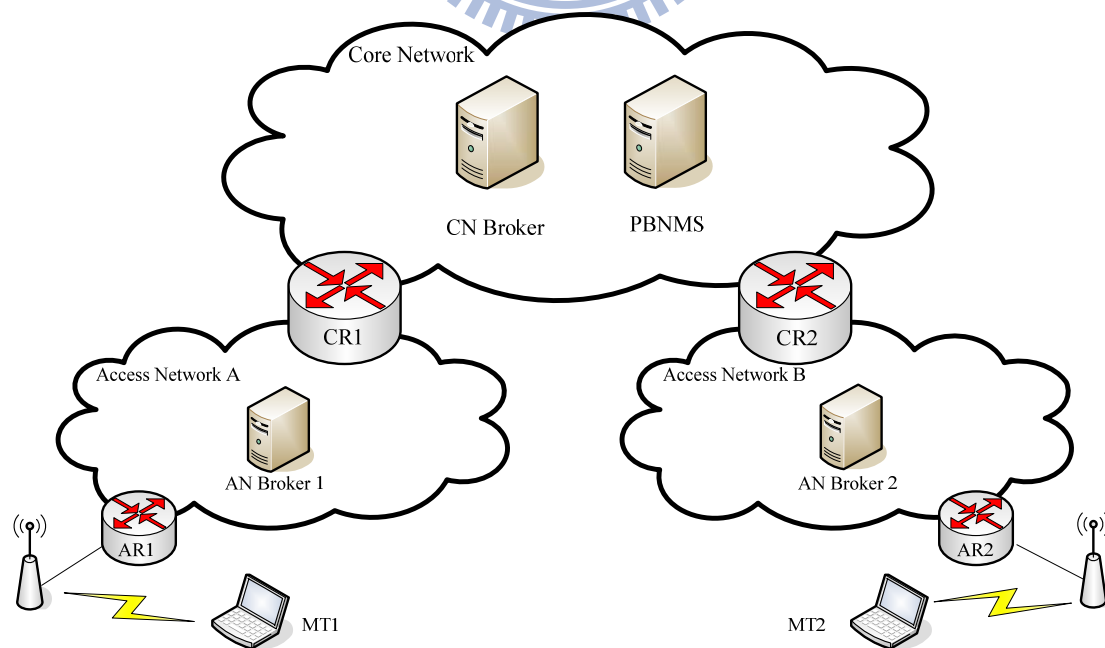 Core Network
CN Broker
PBNMS
CR1
CR2
Access Network A
Access Network B
AN Broker 1
AN Broker 2
AR1
AR2
MT1
MT2